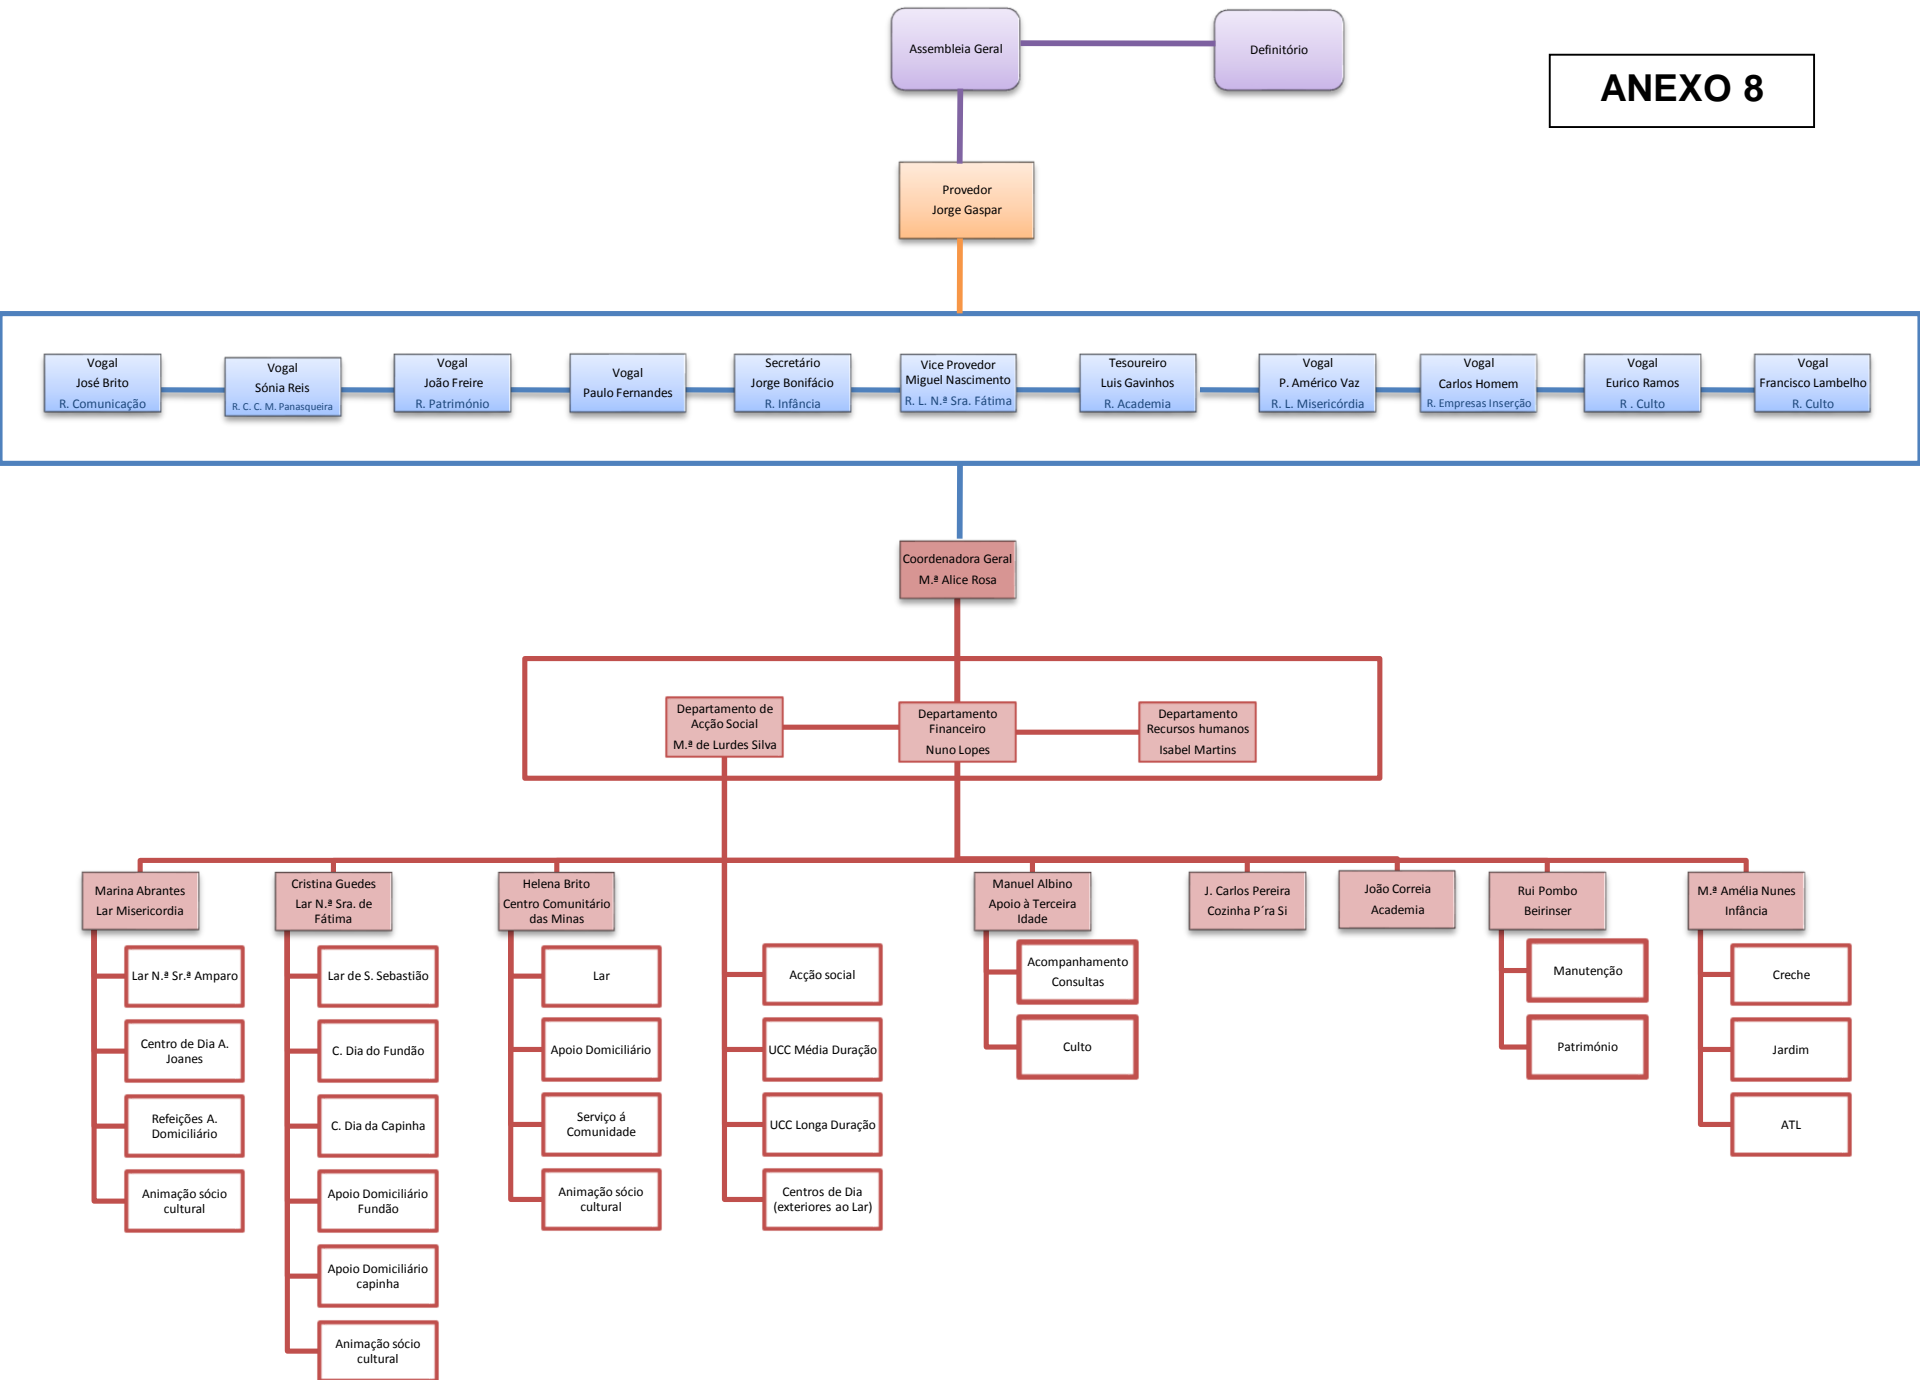 Assembleia Geral
Definitório
ANEXO 8
Provedor
Jorge Gaspar
Vogal
José Brito
R. Comunicação
Vogal
Sónia Reis
R. C. C. M. Panasqueira
Vogal
João Freire
R. Património
Vogal
Paulo Fernandes
Secretário
Jorge Bonifácio
R. Infância
Vice Provedor
Miguel Nascimento
R. L. N.ª Sra. Fátima
Tesoureiro
Luis Gavinhos
R. Academia
Vogal
P. Américo Vaz
R. L. Misericórdia
Vogal
Carlos Homem
R. Empresas Inserção
Vogal
Eurico Ramos
R . Culto
Vogal
Francisco Lambelho
R. Culto
Coordenadora Geral
M.ª Alice Rosa
Departamento de
Acção Social
M.ª de Lurdes Silva
Departamento
Financeiro
Nuno Lopes
Departamento
Recursos humanos
Isabel Martins
Marina Abrantes
Lar Misericordia
Lar N.ª Sr.ª Amparo
Centro de Dia A.
Joanes
Refeições A.
Domiciliário
Animação sócio
cultural
Cristina Guedes
Lar N.ª Sra. de
Fátima
Lar de S. Sebastião
C. Dia do Fundão
C. Dia da Capinha
Apoio Domiciliário
Fundão
Apoio Domiciliário
capinha
Animação sócio
cultural
Helena Brito
Centro Comunitário
das Minas
Lar
Apoio Domiciliário
Serviço á
Comunidade
Animação sócio
cultural
Acção social
UCC Média Duração
UCC Longa Duração
Centros de Dia
(exteriores ao Lar)
Manuel Albino
Apoio à Terceira
Idade
Acompanhamento
Consultas
Culto
J. Carlos Pereira
Cozinha P´ra Si
João Correia
Academia
Rui Pombo
Beirinser
Manutenção
Património
M.ª Amélia Nunes
Infância
Creche
Jardim
ATL